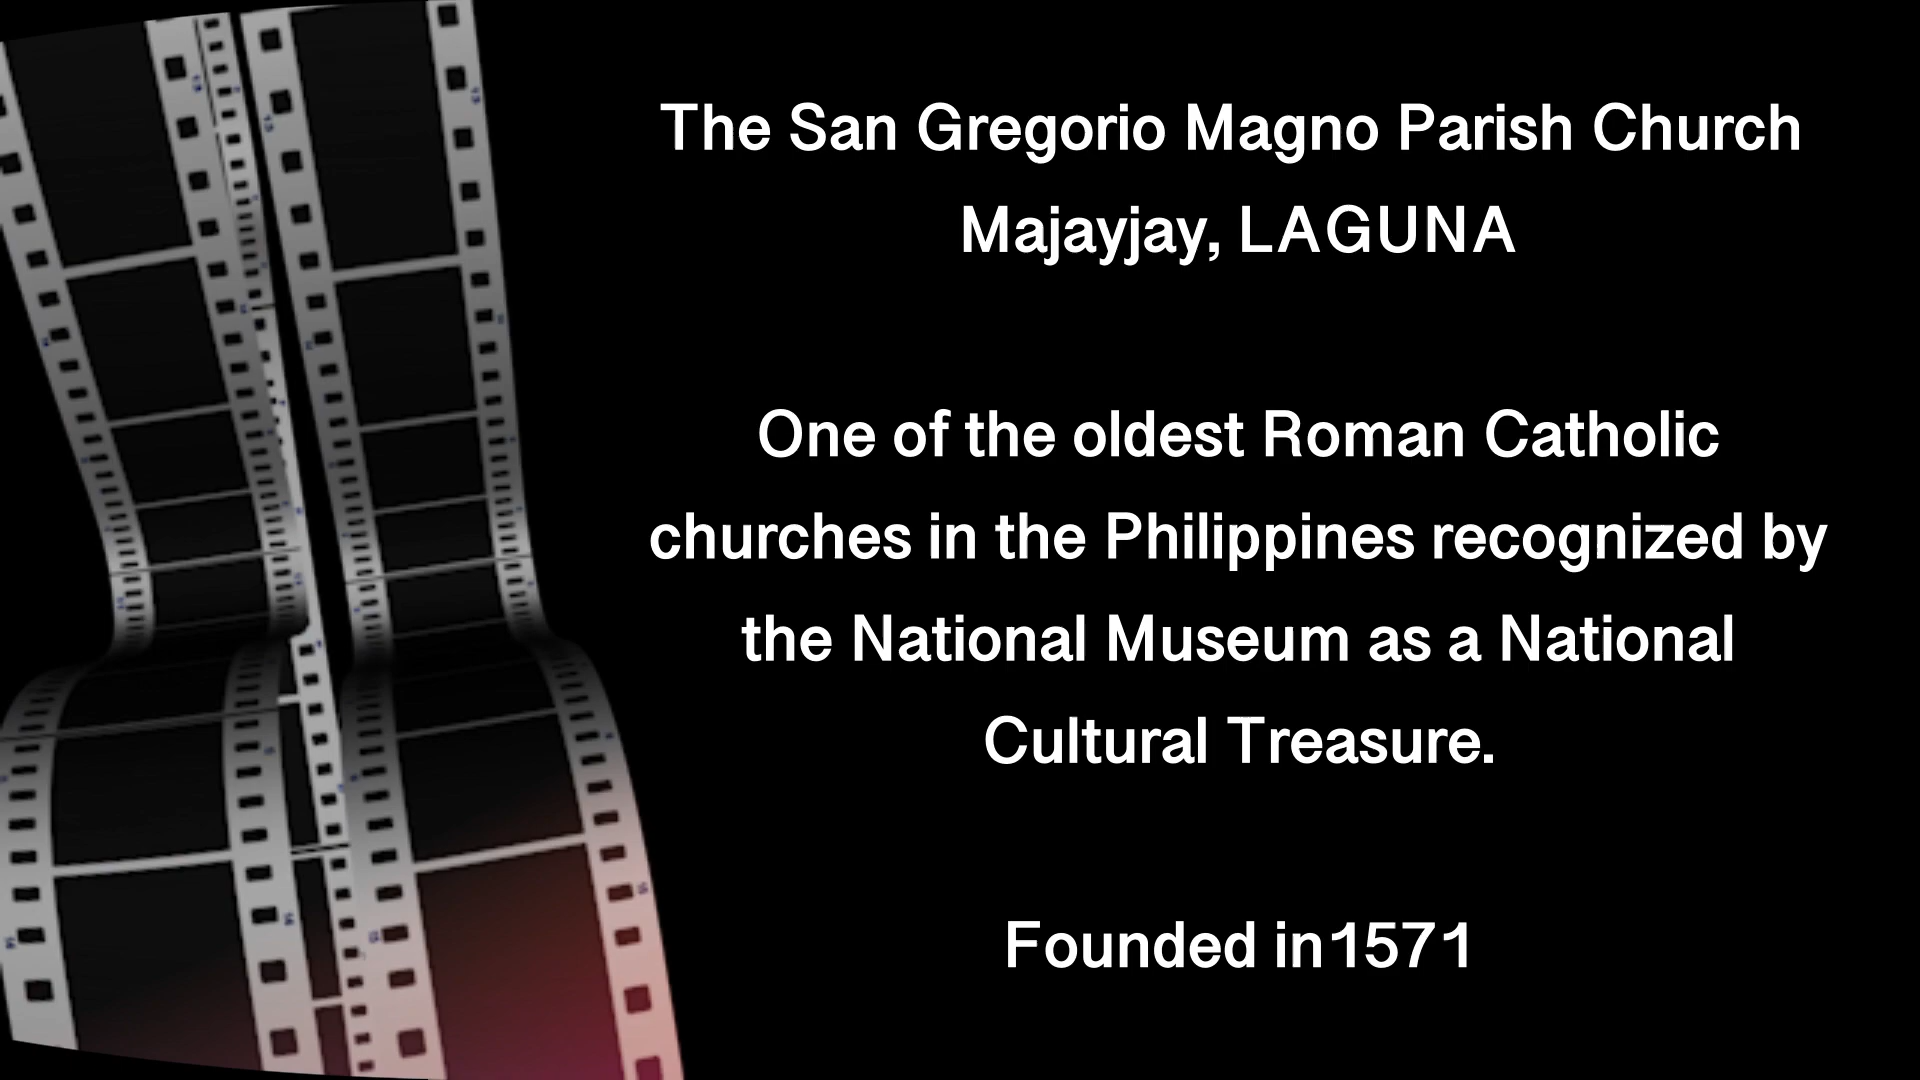 The San Gregorio Magno Parish Church
Majayjay, LAGUNA
One of the oldest Roman Catholic
churches in the Philippines recognized by
the National Museum as a National
Cultural Treasure.
Founded in1571